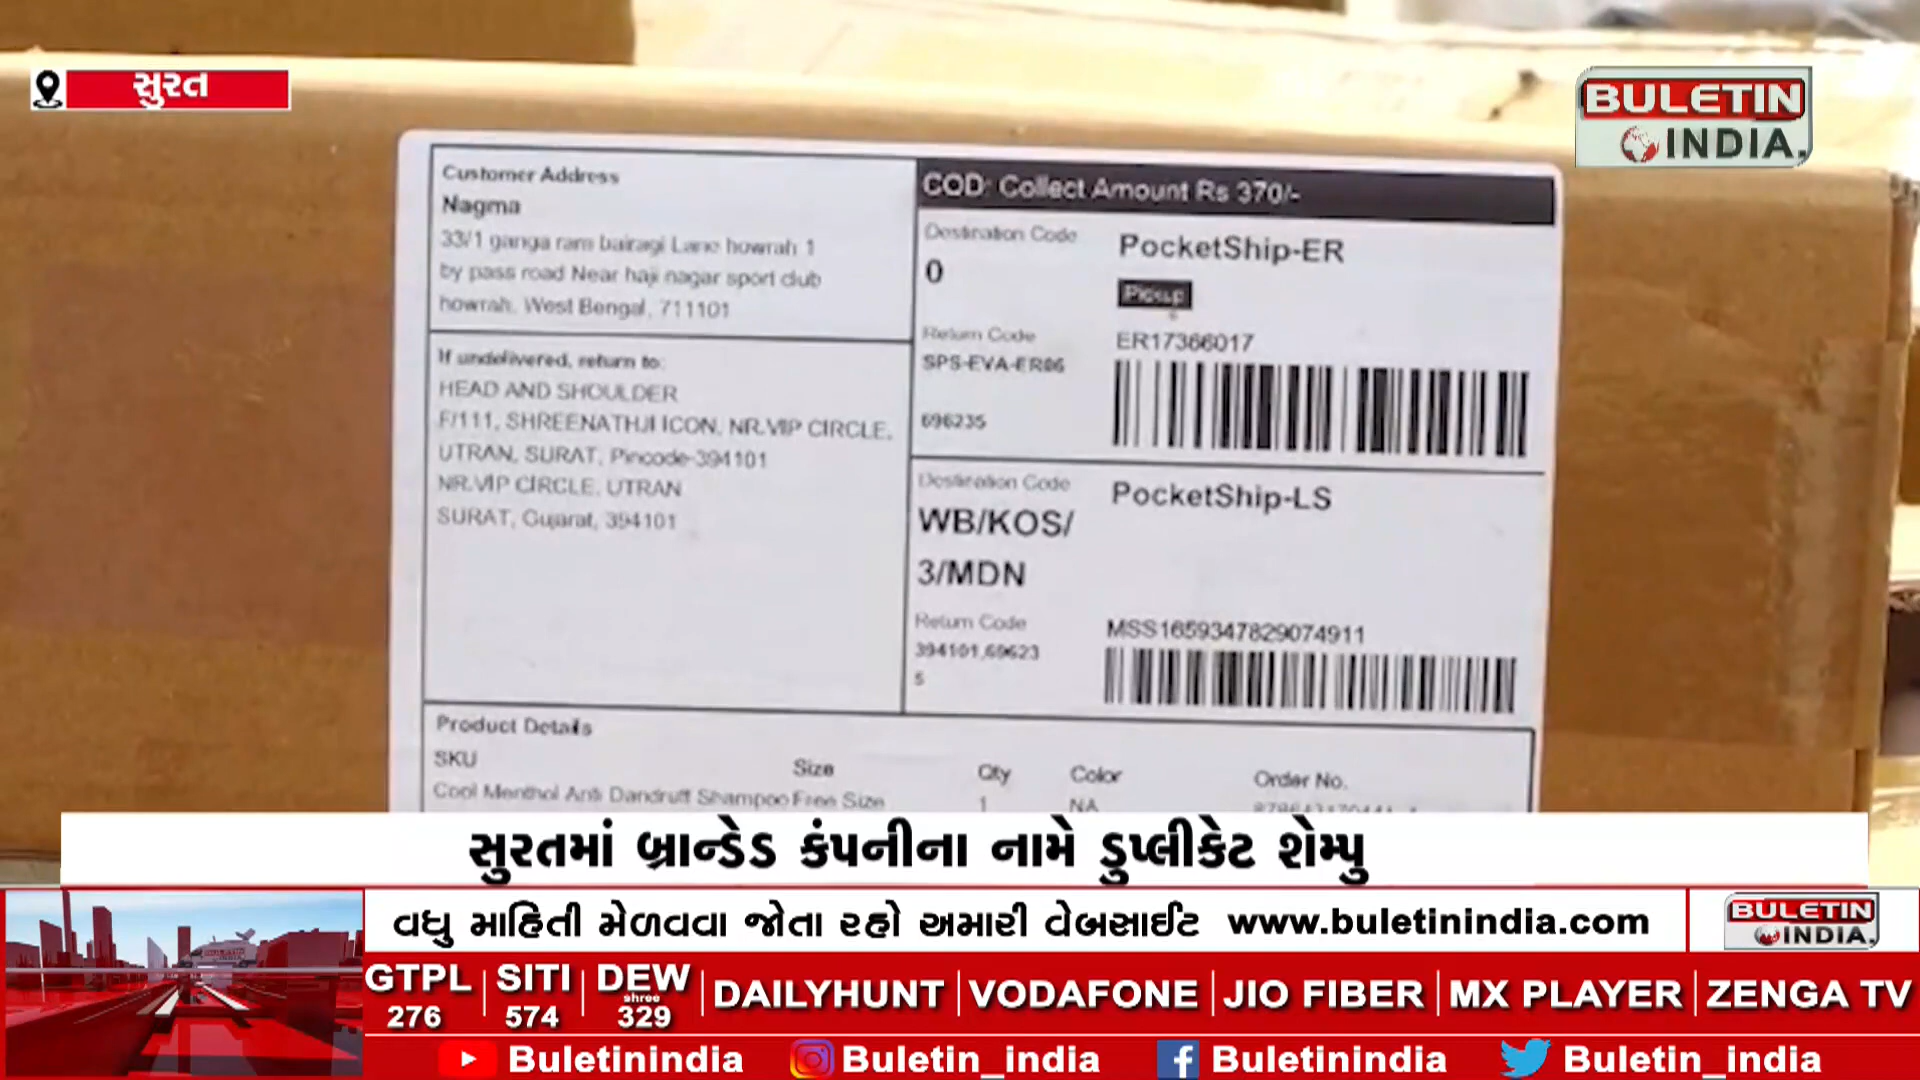 સુરત
BULETIN
INDIA.
Customer Address
Nagma
33/1 ganga ram bairagi Lane howrah 1
by pass road Near haji nagar sport club
howrah, West Bengal, 711101
If undelivered, return to:
HEAD AND SHOULDER
F/111, SHREENATHJI ICON, NR.VIP CIRCLE,
UTRAN, SURAT, Pincode-394101
NR.VIP CIRCLE, UTRAN
SURAT, Gujarat, 394101
COD: Collect Amount Rs 370/-
Destination Code
0
Return Code
SPS-EVA-ER06
696235
PocketShip-ER
Pickup
ER17366017
Destination Code
WB/KOS/
3/MDN
Return Code
394101,69623
5
PocketShip-LS
MSS1659347829074911
Product Details
SKU Size Qty Color Order No.
Cool Menthol Anti Dandruff Shampoo Free Size 1 NA
સુરતમાં બ્રાન્ડેડ કંપનીના નામે ડુપ્લીકેટ શેમ્પુ
વધુ માહિતી મેળવવા જોતા રહો અમારી વેબસાઈટ www.buletinindia.com
BULETIN
INDIA.
GTPL 276 | SITI 574 | DEW shree 329 | DAILYHUNT | VODAFONE | JIO FIBER | MX PLAYER | ZENGA TV
Buletinindia Buletin_india Buletinindia Buletin_india